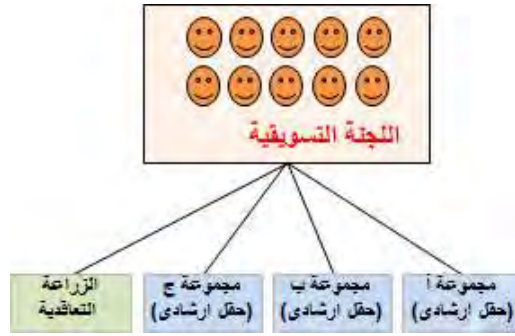 اللجنة التسويقية
مجموعة أ
(حقل ارشادى)
مجموعة ب
(حقل ارشادى)
مجموعة ج
(حقل ارشادى)
الزراعة
التعاقدية